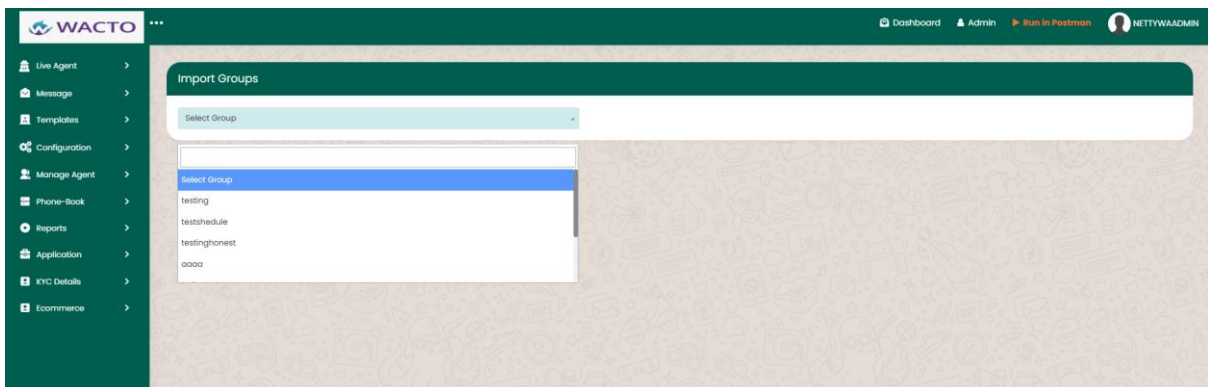 WACTO
Dashboard Admin Run in Postman NETTYWAADMIN
Live Agent
Message
Templates
Configuration
Manage Agent
Phone-Book
Reports
Application
KYC Details
Ecommerce
Import Groups
Select Group
Select Group
testing
testshedule
testinghonest
aaaa